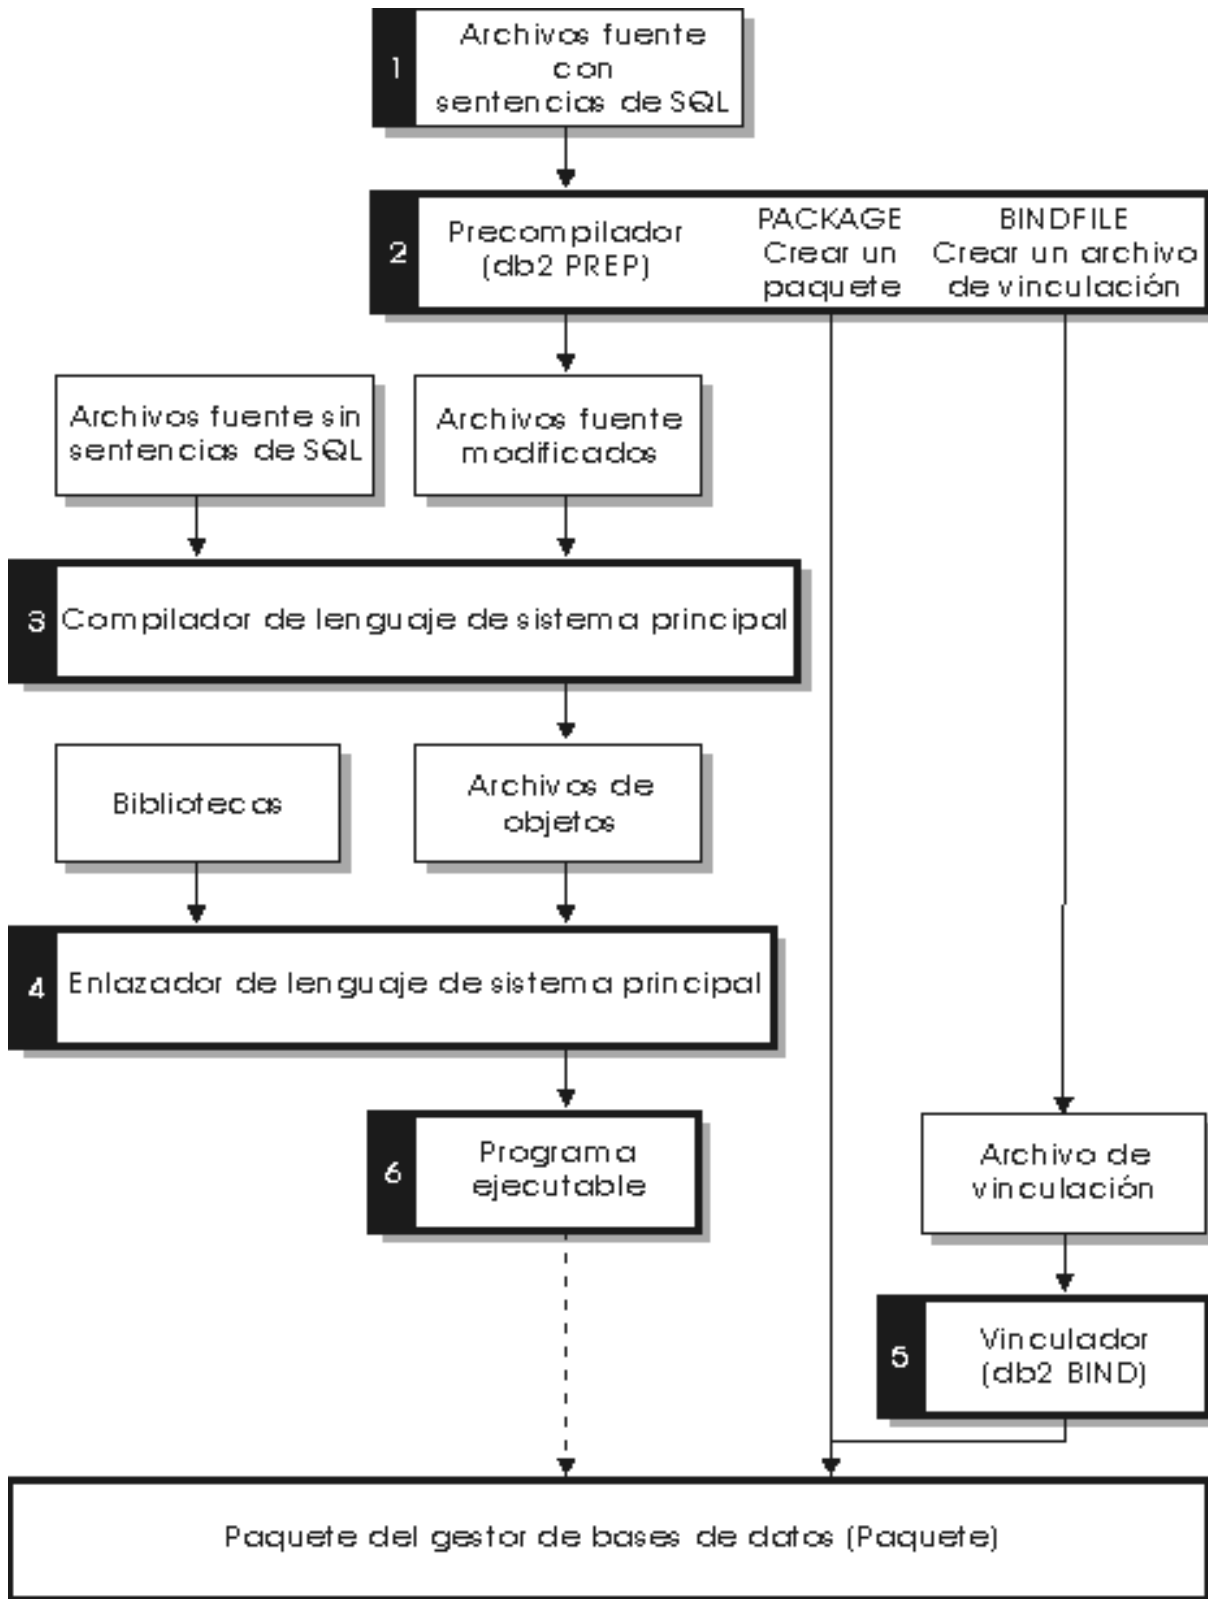 1
Archivos fuente
con
sentencias de SQL
2
Precompilador
(db2 PREP)
PACKAGE
Crear un
paquete
BINDFILE
Crear un archivo
de vinculación
Archivos fuente sin
sentencias de SQL
Archivos fuente
modificados
3
Compilador de lenguaje de sistema principal
Bibliotecas
Archivos de
objetos
4
Enlazador de lenguaje de sistema principal
6
Programa
ejecutable
Archivo de
vinculación
5
Vinculador
(db2 BIND)
Paquete del gestor de bases de datos (Paquete)